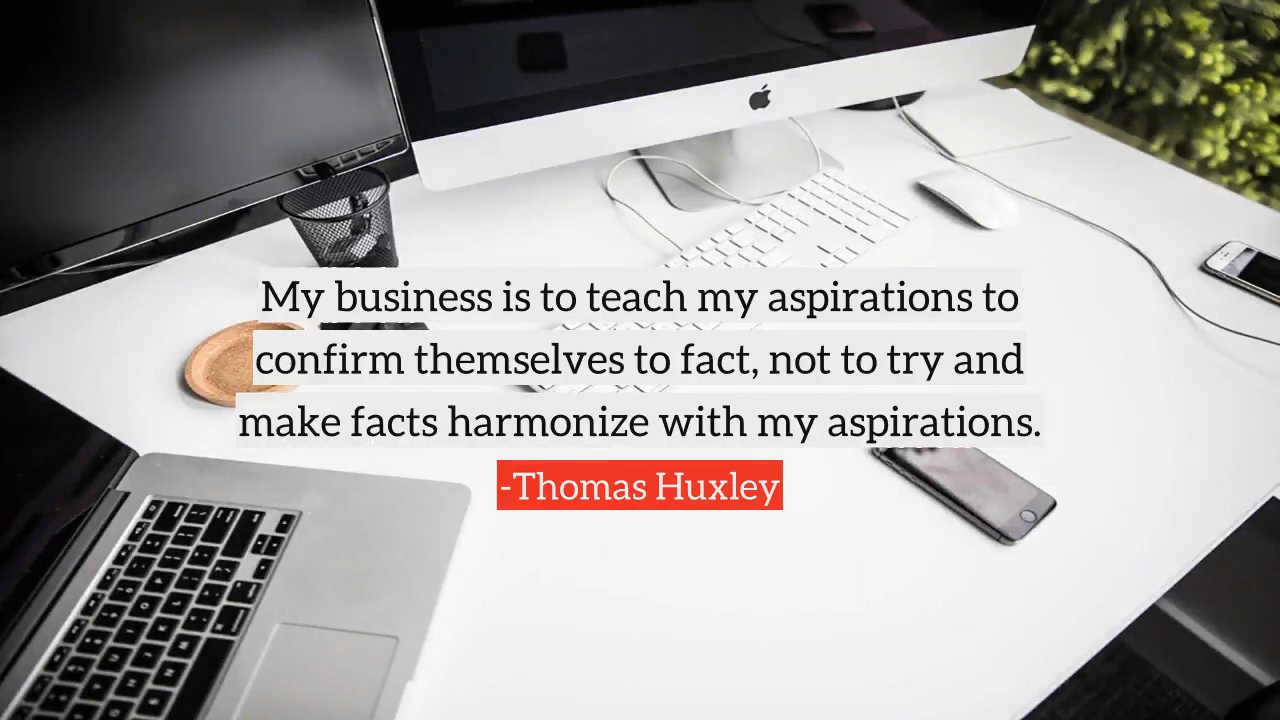 My business is to teach my aspirations to
confirm themselves to fact, not to try and
make facts harmonize with my aspirations.
-Thomas Huxley